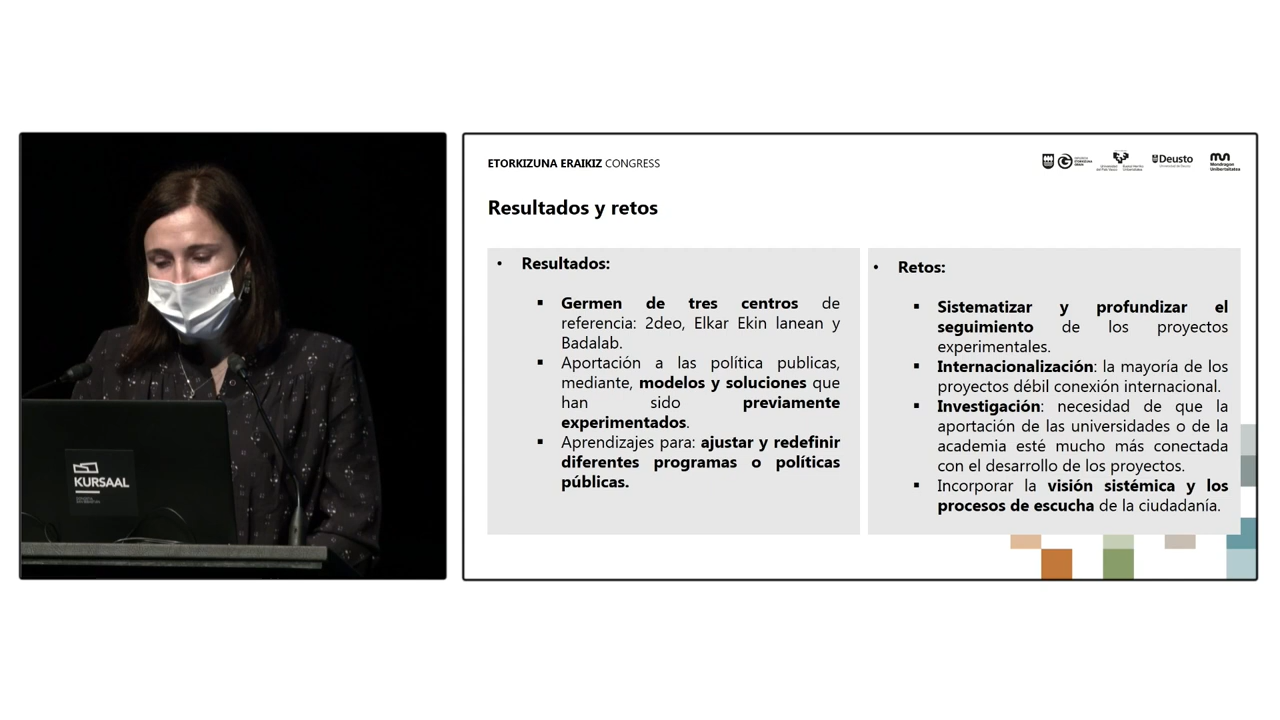 KURSAAL
ETORKIZUNA ERAIKIZ CONGRESS
Deusto
Mondragon
Unibertsitatea
Resultados y retos
• Resultados:
▪ Germen de tres centros de
referencia: 2deo, Elkar Ekin lanean y
Badalab.
▪ Aportación a las política publicas,
mediante, modelos y soluciones que
han sido previamente
experimentados.
▪ Aprendizajes para: ajustar y redefinir
diferentes programas o políticas
públicas.
• Retos:
▪ Sistematizar y profundizar el
seguimiento de los proyectos
experimentales.
▪ Internacionalización: la mayoría de los
proyectos débil conexión internacional.
▪ Investigación: necesidad de que la
aportación de las universidades o de la
academia esté mucho más conectada
con el desarrollo de los proyectos.
▪ Incorporar la visión sistémica y los
procesos de escucha de la ciudadanía.